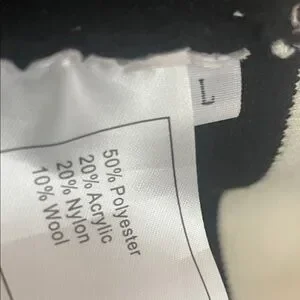 L
50% Polyester
20% Acrylic
20% Nylon
10% Wool